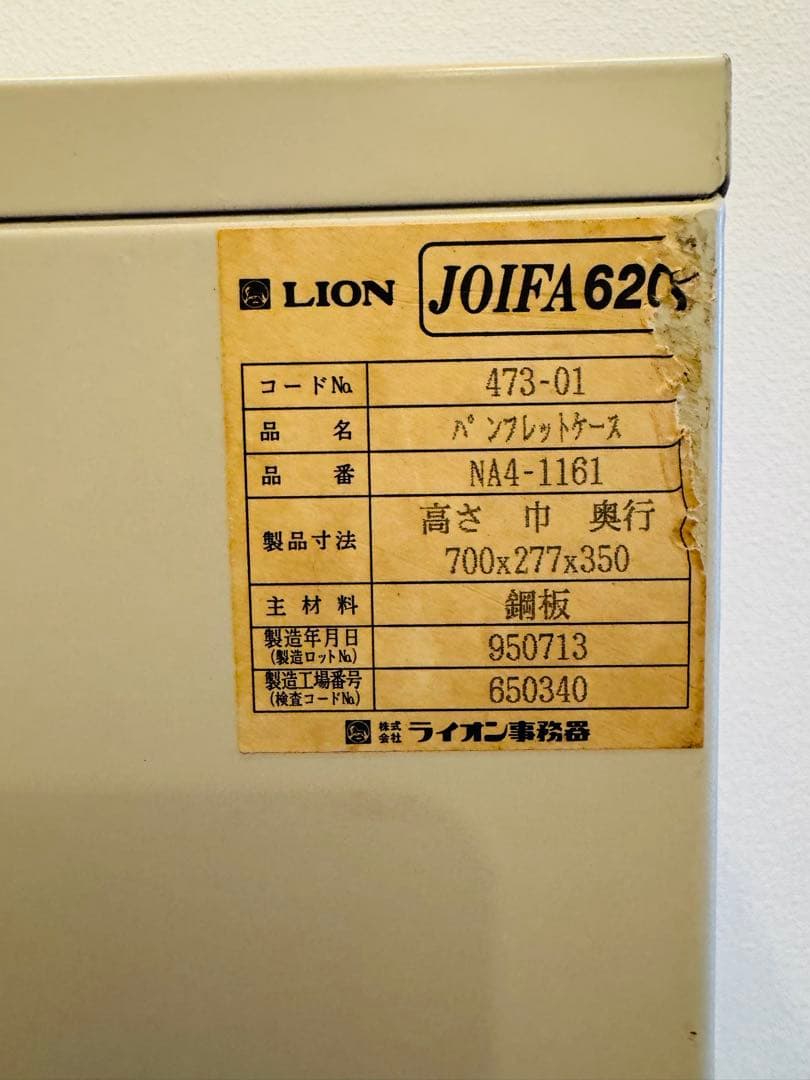 LION JOIFA620
コードNo. 473-01
品名 パンフレットケース
品番 NA4-1161
製品寸法 高さ 巾 奥行
700x277x350
主材料 鋼板
製造年月日 950713
(製造ロットNo.)
製造工場番号 650340
(検査コードNo.)
株式会社 ライオン事務器